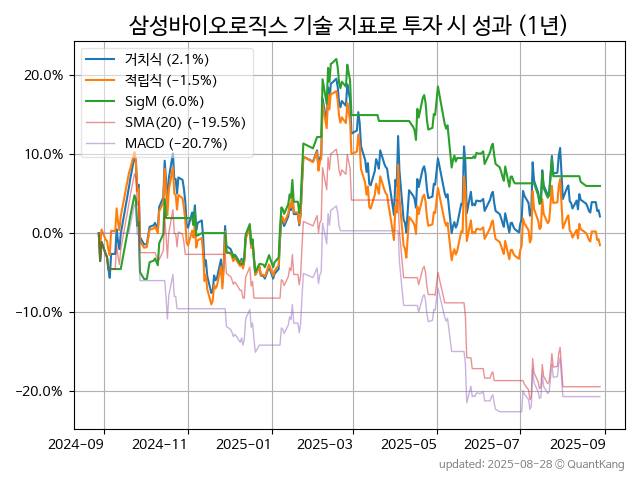 삼성바이오로직스 기술 지표로 투자 시 성과 (1년)
거치식 (2.1%)
적립식 (−1.5%)
SigM (6.0%)
SMA(20) (−19.5%)
MACD (−20.7%)
20.0%
10.0%
0.0%
−10.0%
−20.0%
2024-09 2024-11 2025-01 2025-03 2025-05 2025-07 2025-09
updated: 2025-08-28 © QuantKang